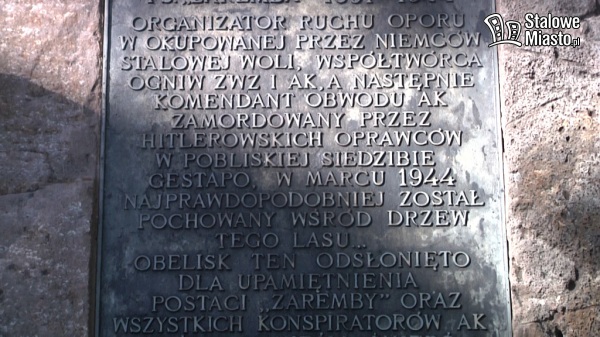 Stalowe
Miasto.pl
ORGANIZATOR RUCHU OPORU
W OKUPOWANEJ PRZEZ NIEMCÓW
STALOWEJ WOLI, WSPÓŁTWÓRCA
OGNIW ZWZ I AK, A NASTĘPNIE
KOMENDANT OBWODU AK
ZAMORDOWANY PRZEZ
HITLEROWSKICH OPRAWCÓW
W POBLISKIEJ SIEDZIBIE
GESTAPO, W MARCU 1944
NAJPRAWDOPODOBNIEJ ZOSTAŁ
POCHOWANY WŚRÓD DRZEW
TEGO LASU...
OBELISK TEN ODSŁONIĘTO
DLA UPAMIĘTNIENIA
POSTACI „ZAREMBY" ORAZ
WSZYSTKICH KONSPIRATORÓW AK